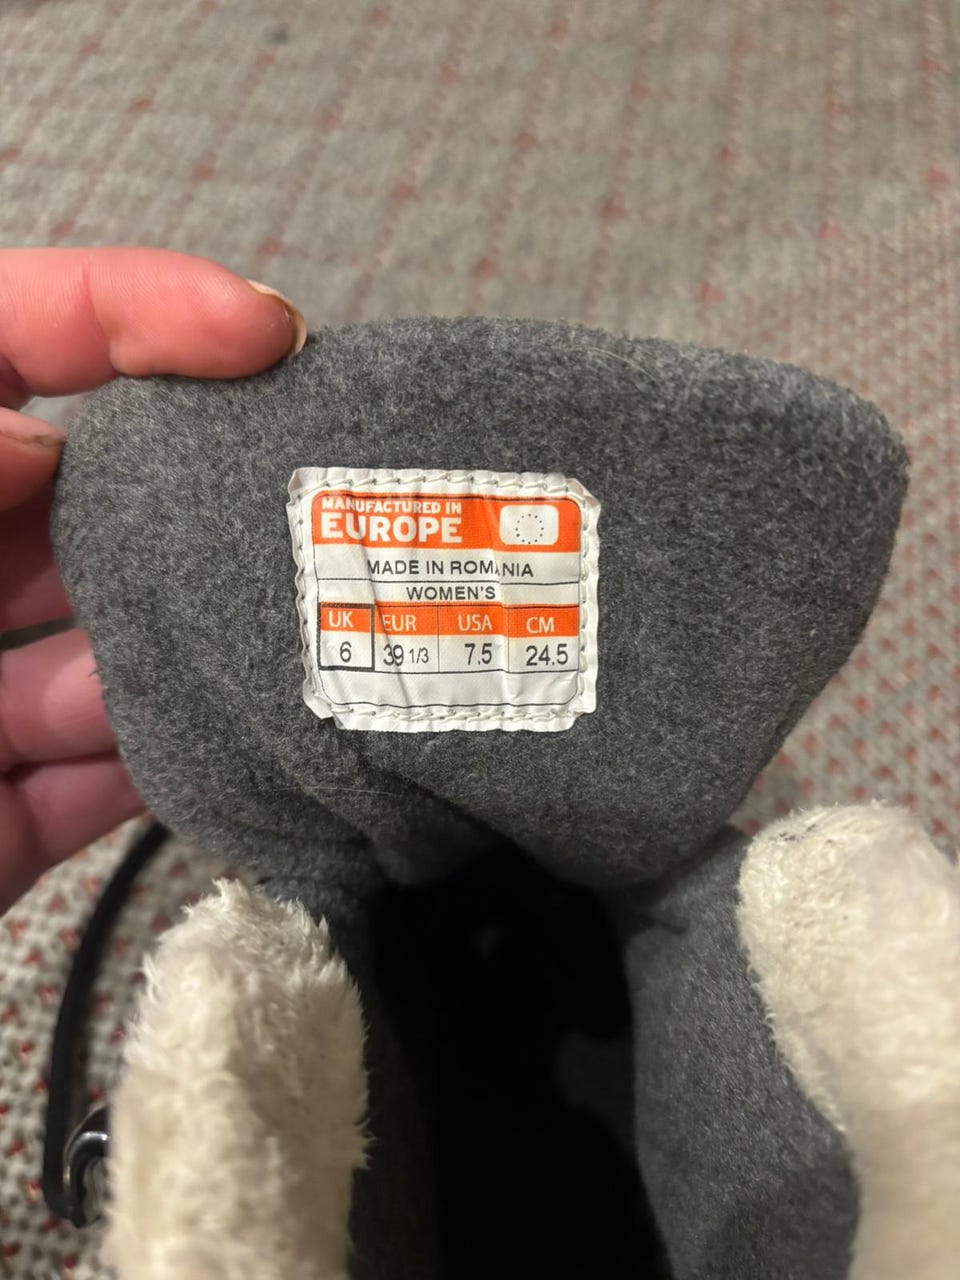 MANUFACTURED IN
EUROPE
MADE IN ROMANIA
WOMEN'S
UK EUR USA CM
6 39 1/3 7.5 24.5